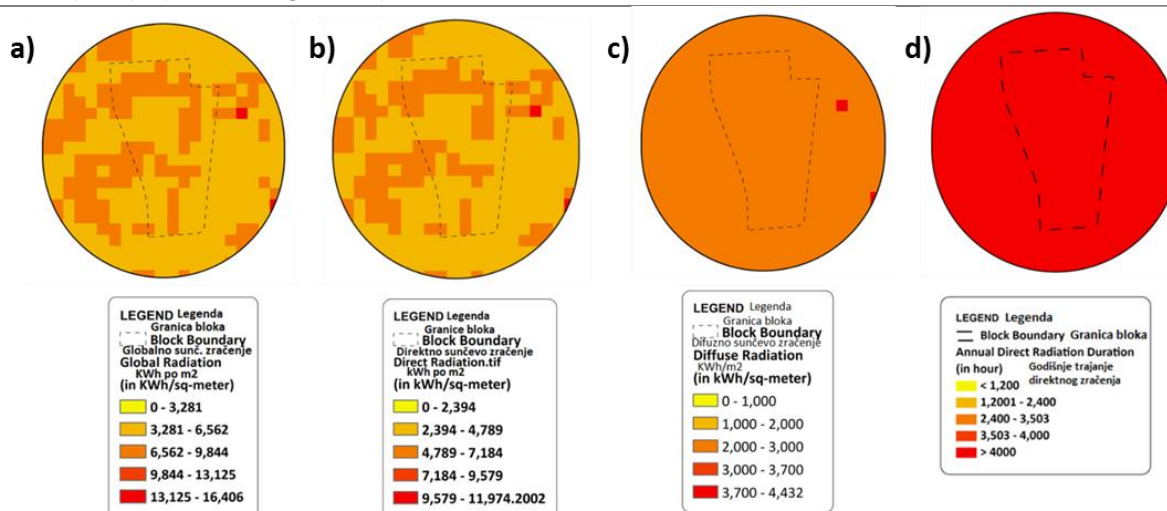 a)
b)
c)
d)
LEGEND Legenda
Granica bloka
Block Boundary
Globalno sunč. zračenje
Global Radiation
KWh po m2
(in KWh/sq-meter)
0 - 3,281
3,281 - 6,562
6,562 - 9,844
9,844 - 13,125
13,125 - 16,406
LEGEND Legenda
Granice bloka
Block Boundary
Direktno sunčevo zračenje
Direct Radiation.tif
kWh po m2
(in kWh/sq-meter)
0 - 2,394
2,394 - 4,789
4,789 - 7,184
7,184 - 9,579
9,579 - 11,974.2002
LEGEND Legenda
Granica bloka
Block Boundary
Difuzno sunčevo zračenje
Diffuse Radiation
KWh/m2
(in kWh/sq-meter)
0 - 1,000
1,000 - 2,000
2,000 - 3,000
3,000 - 3,700
3,700 - 4,432
LEGEND Legenda
Block Boundary Granica bloka
Annual Direct Radiation Duration
(in hour) Godišnje trajanje
direktnog zračenja
< 1,200
1,2001 - 2,400
2,400 - 3,503
3,503 - 4,000
> 4000